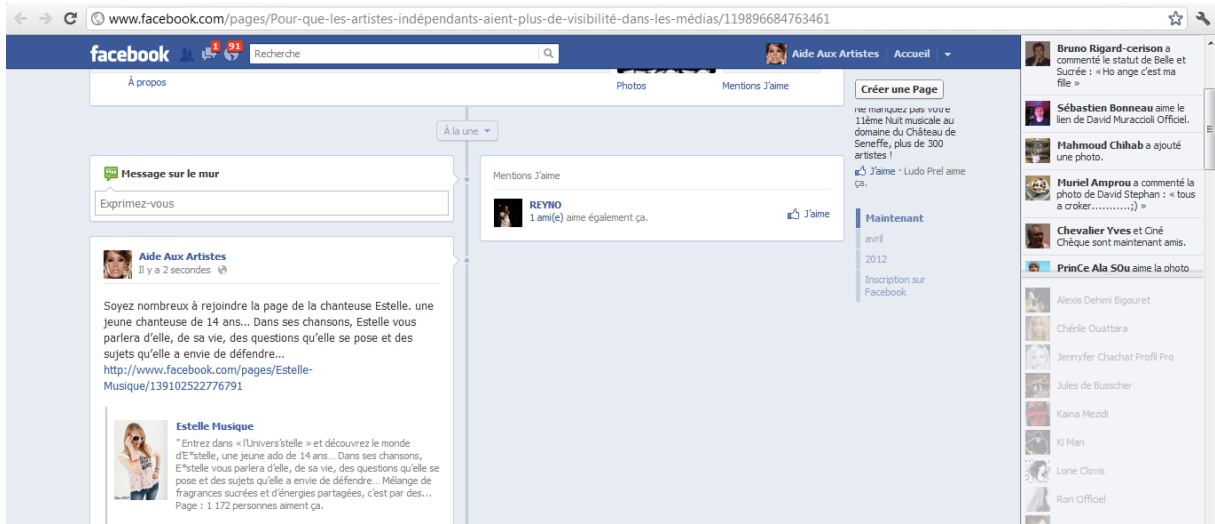 www.facebook.com/pages/Pour-que-les-artistes-indépendants-aient-plus-de-visibilité-dans-les-médias/119896684763461
facebook
1
91
Recherche
Aide Aux Artistes
Accueil
À propos
Photos
Mentions J'aime
À la une
Message sur le mur
Exprimez-vous
Aide Aux Artistes
Il y a 2 secondes
Soyez nombreux à rejoindre la page de la chanteuse Estelle. une
jeune chanteuse de 14 ans... Dans ses chansons, Estelle vous
parlera d'elle, de sa vie, des questions qu'elle se pose et des
sujets qu'elle a envie de défendre...
http://www.facebook.com/pages/Estelle-
Musique/139102522776791
Estelle Musique
"Entrez dans «l'Univers'stelle » et découvrez le monde
d'E*stelle, une jeune ado de 14 ans... Dans ses chansons,
E*stelle vous parlera d'elle, de sa vie, des questions qu'elle se
pose et des sujets qu'elle a envie de défendre... Mélange de
fragrances sucrées et d'énergies partagées, c'est par des...
Page : 1 172 personnes aiment ça.
Mentions J'aime
REYNO
1 ami(e) aime également ça.
J'aime
Créer une Page
Ne manquez pas votre
11ème Nuit musicale au
domaine du Château de
Seneffe, plus de 300
artistes !
J'aime · Ludo Prel aime
ça.
Maintenant
avril
2012
Inscription sur
Facebook
Bruno Rigard-cerison a
commenté le statut de Belle et
Sucrée : «Ho ange c'est ma
fille »
Sébastien Bonneau aime le
lien de David Muraccioli Officiel.
Mahmoud Chihab a ajouté
une photo.
Muriel Amprou a commenté la
photo de David Stephan : « tous
a croker...........;) »
Chevalier Yves et Ciné
Chèque sont maintenant amis.
PrinCe Ala SOu aime la photo
Alexis Dehimi Bigouret
Chérile Ouattara
Jennyfer Chachat Profil Pro
Jules de Busscher
Kaina Mezidi
Kl Man
Lorie Clovis
Ron Officiel